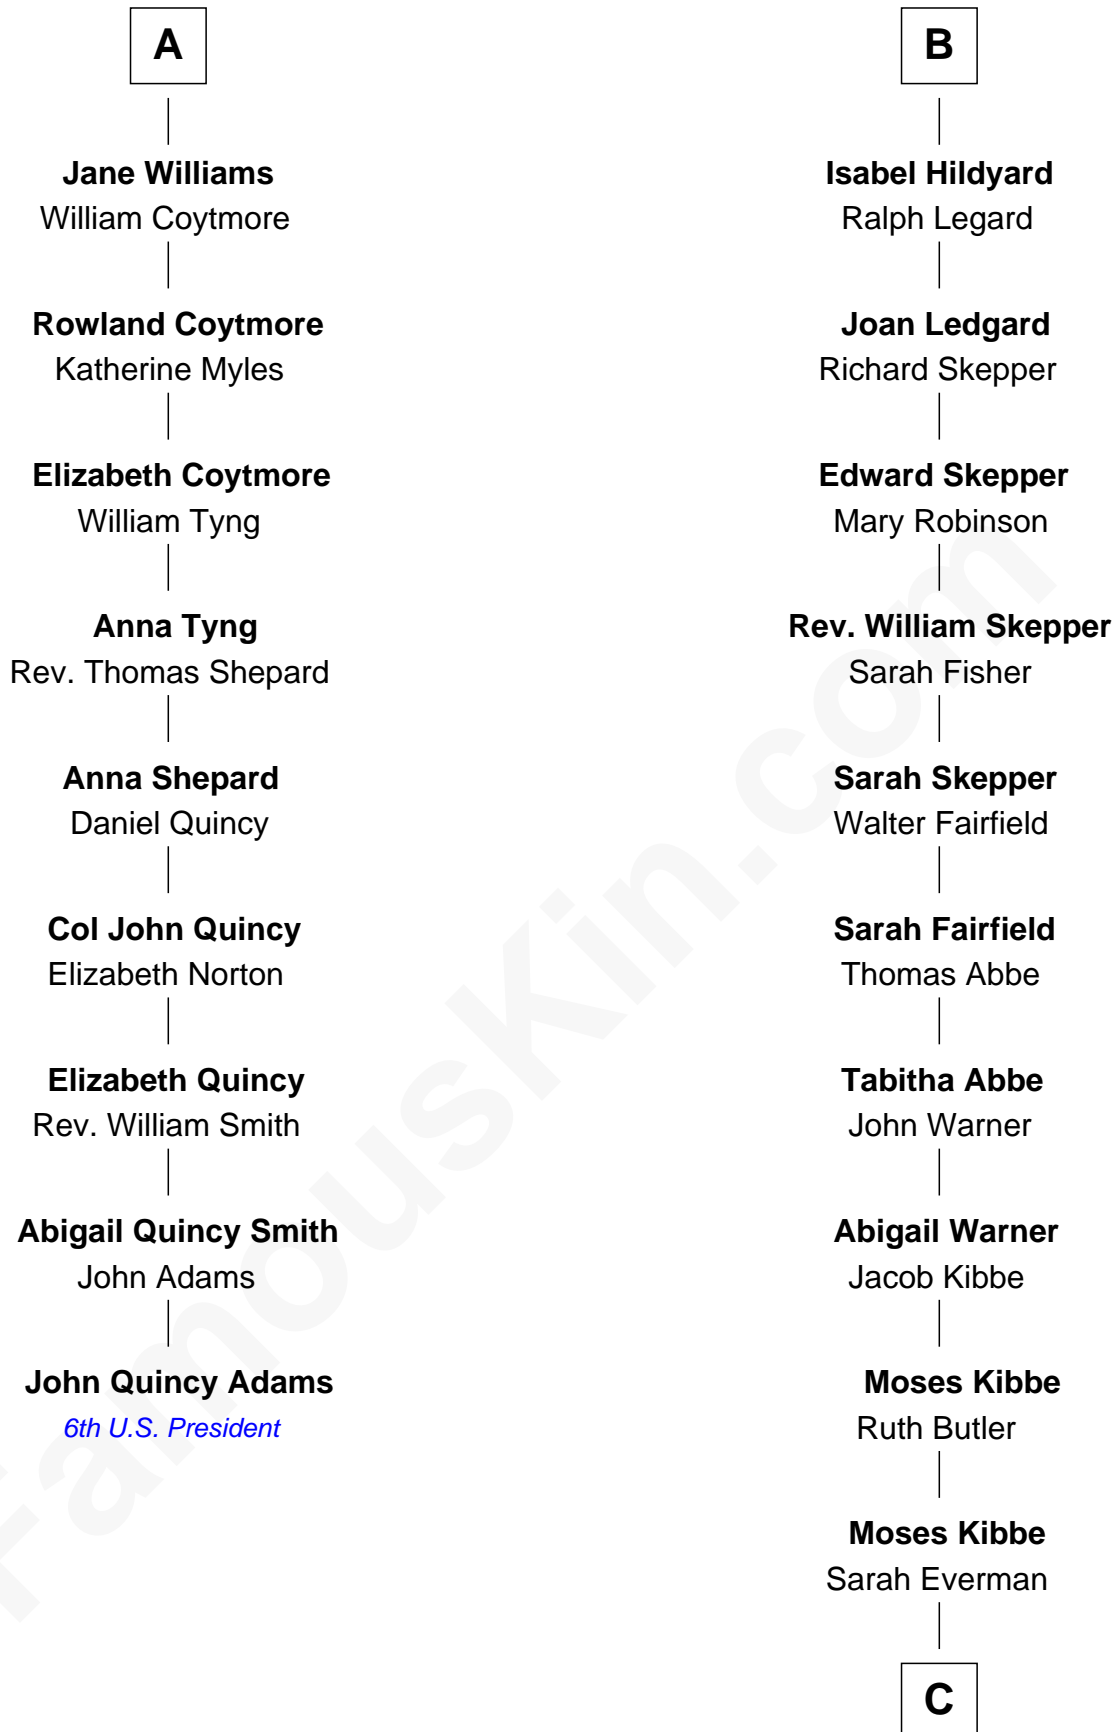 A
Jane Williams
William Coytmore
Rowland Coytmore
Katherine Myles
Elizabeth Coytmore
William Tyng
Anna Tyng
Rev. Thomas Shepard
Anna Shepard
Daniel Quincy
Col John Quincy
Elizabeth Norton
Elizabeth Quincy
Rev. William Smith
Abigail Quincy Smith
John Adams
John Quincy Adams
6th U.S. President
B
Isabel Hildyard
Ralph Legard
Joan Ledgard
Richard Skepper
Edward Skepper
Mary Robinson
Rev. William Skepper
Sarah Fisher
Sarah Skepper
Walter Fairfield
Sarah Fairfield
Thomas Abbe
Tabitha Abbe
John Warner
Abigail Warner
Jacob Kibbe
Moses Kibbe
Ruth Butler
Moses Kibbe
Sarah Everman
C
FamousKin.com